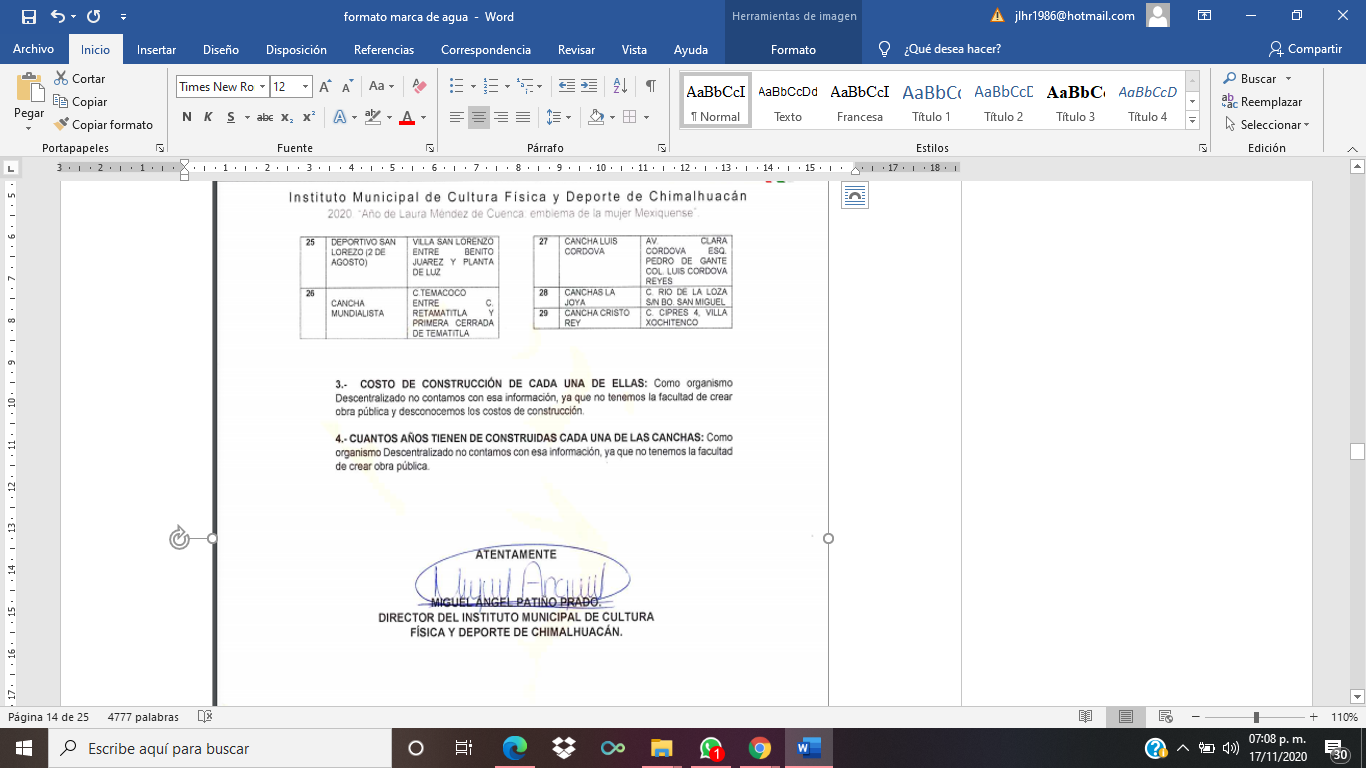 formato marca de agua - Word
Herramientas de imagen
jlhr1986@hotmail.com
Archivo Inicio Insertar Diseño Disposición Referencias Correspondencia Revisar Vista Ayuda Formato ¿Qué desea hacer? Compartir
Pegar
Cortar
Copiar
Copiar formato
Portapapeles
Times New Ro 12
Fuente
Párrafo
AaBbCcI AaBbCcDd AaBbCcI AaBbCc AaBbCcD AaBbCc AaBbCcD
¶ Normal Texto Francesa Título 1 Título 2 Título 3 Título 4
Estilos
Buscar
Reemplazar
Seleccionar
Edición
Instituto Municipal de Cultura Física y Deporte de Chimalhuacán
2020. "Año de Laura Méndez de Cuenca: emblema de la mujer Mexiquense".
25 DEPORTIVO SAN LOREZO (2 DE AGOSTO) VILLA SAN LORENZO ENTRE BENITO JUAREZ Y PLANTA DE LUZ
26 CANCHA MUNDIALISTA C.TEMACOCO ENTRE C. RETAMATITLA Y PRIMERA CERRADA DE TEMATITLA
27 CANCHA LUIS CORDOVA AV. CLARA CORDOVA ESQ. PEDRO DE GANTE COL. LUIS CORDOVA REYES
28 CANCHAS LA JOYA C. RIO DE LA LOZA S/N BO. SAN MIGUEL
29 CANCHA CRISTO REY C. CIPRES 4, VILLA XOCHITENCO
3.- COSTO DE CONSTRUCCIÓN DE CADA UNA DE ELLAS: Como organismo
Descentralizado no contamos con esa información, ya que no tenemos la facultad de crear
obra pública y desconocemos los costos de construcción.
4.- CUANTOS AÑOS TIENEN DE CONSTRUIDAS CADA UNA DE LAS CANCHAS: Como
organismo Descentralizado no contamos con esa información, ya que no tenemos la facultad
de crear obra pública.
ATENTAMENTE
MIGUEL ÁNGEL PATIÑO PRADO.
DIRECTOR DEL INSTITUTO MUNICIPAL DE CULTURA
FÍSICA Y DEPORTE DE CHIMALHUACÁN.
Página 14 de 25 4777 palabras 110%
Escribe aquí para buscar
1
07:08 p. m.
17/11/2020
30